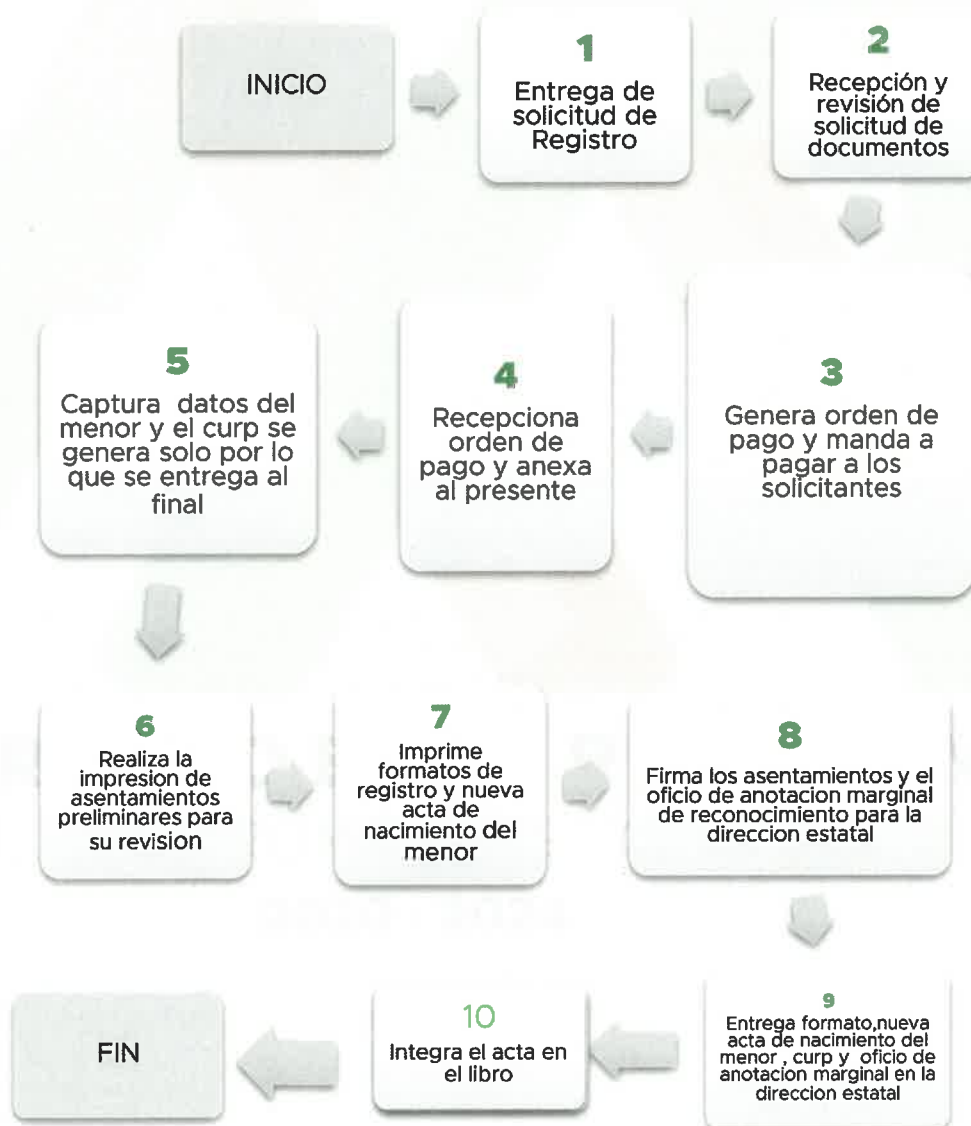 INICIO
1
Entrega de
solicitud de
Registro
2
Recepción y
revisión de
solicitud de
documentos
3
Genera orden de
pago y manda a
pagar a los
solicitantes
4
Recepciona
orden de
pago y anexa
al presente
5
Captura datos del
menor y el curp se
genera solo por lo
que se entrega al
final
6
Realiza la
impresion de
asentamientos
preliminares para
su revision
7
Imprime
formatos de
registro y nueva
acta de
nacimiento del
menor
8
Firma los asentamientos y el
oficio de anotacion marginal
de reconocimiento para la
direccion estatal
9
Entrega formato,nueva
acta de nacimiento del
menor , curp y oficio de
anotacion marginal en la
direccion estatal
10
Integra el acta en
el libro
FIN